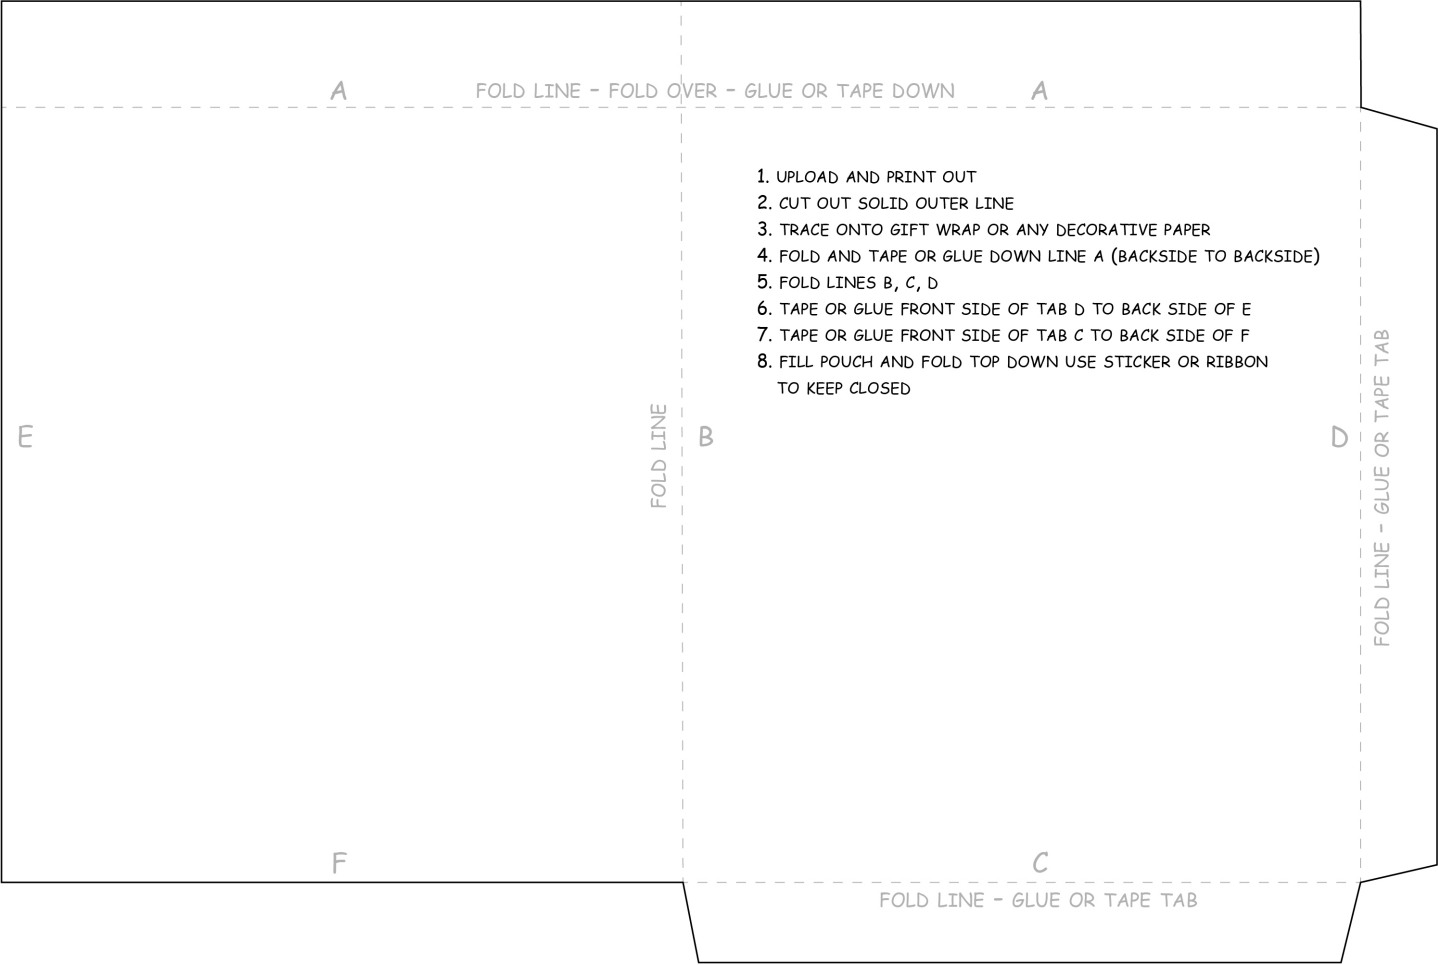 A FOLD LINE – FOLD OVER – GLUE OR TAPE DOWN A
1. UPLOAD AND PRINT OUT
2. CUT OUT SOLID OUTER LINE
3. TRACE ONTO GIFT WRAP OR ANY DECORATIVE PAPER
4. FOLD AND TAPE OR GLUE DOWN LINE A (BACKSIDE TO BACKSIDE)
5. FOLD LINES B, C, D
6. TAPE OR GLUE FRONT SIDE OF TAB D TO BACK SIDE OF E
7. TAPE OR GLUE FRONT SIDE OF TAB C TO BACK SIDE OF F
8. FILL POUCH AND FOLD TOP DOWN USE STICKER OR RIBBON
TO KEEP CLOSED
E
FOLD LINE
B
D
FOLD LINE – GLUE OR TAPE TAB
F
C
FOLD LINE – GLUE OR TAPE TAB